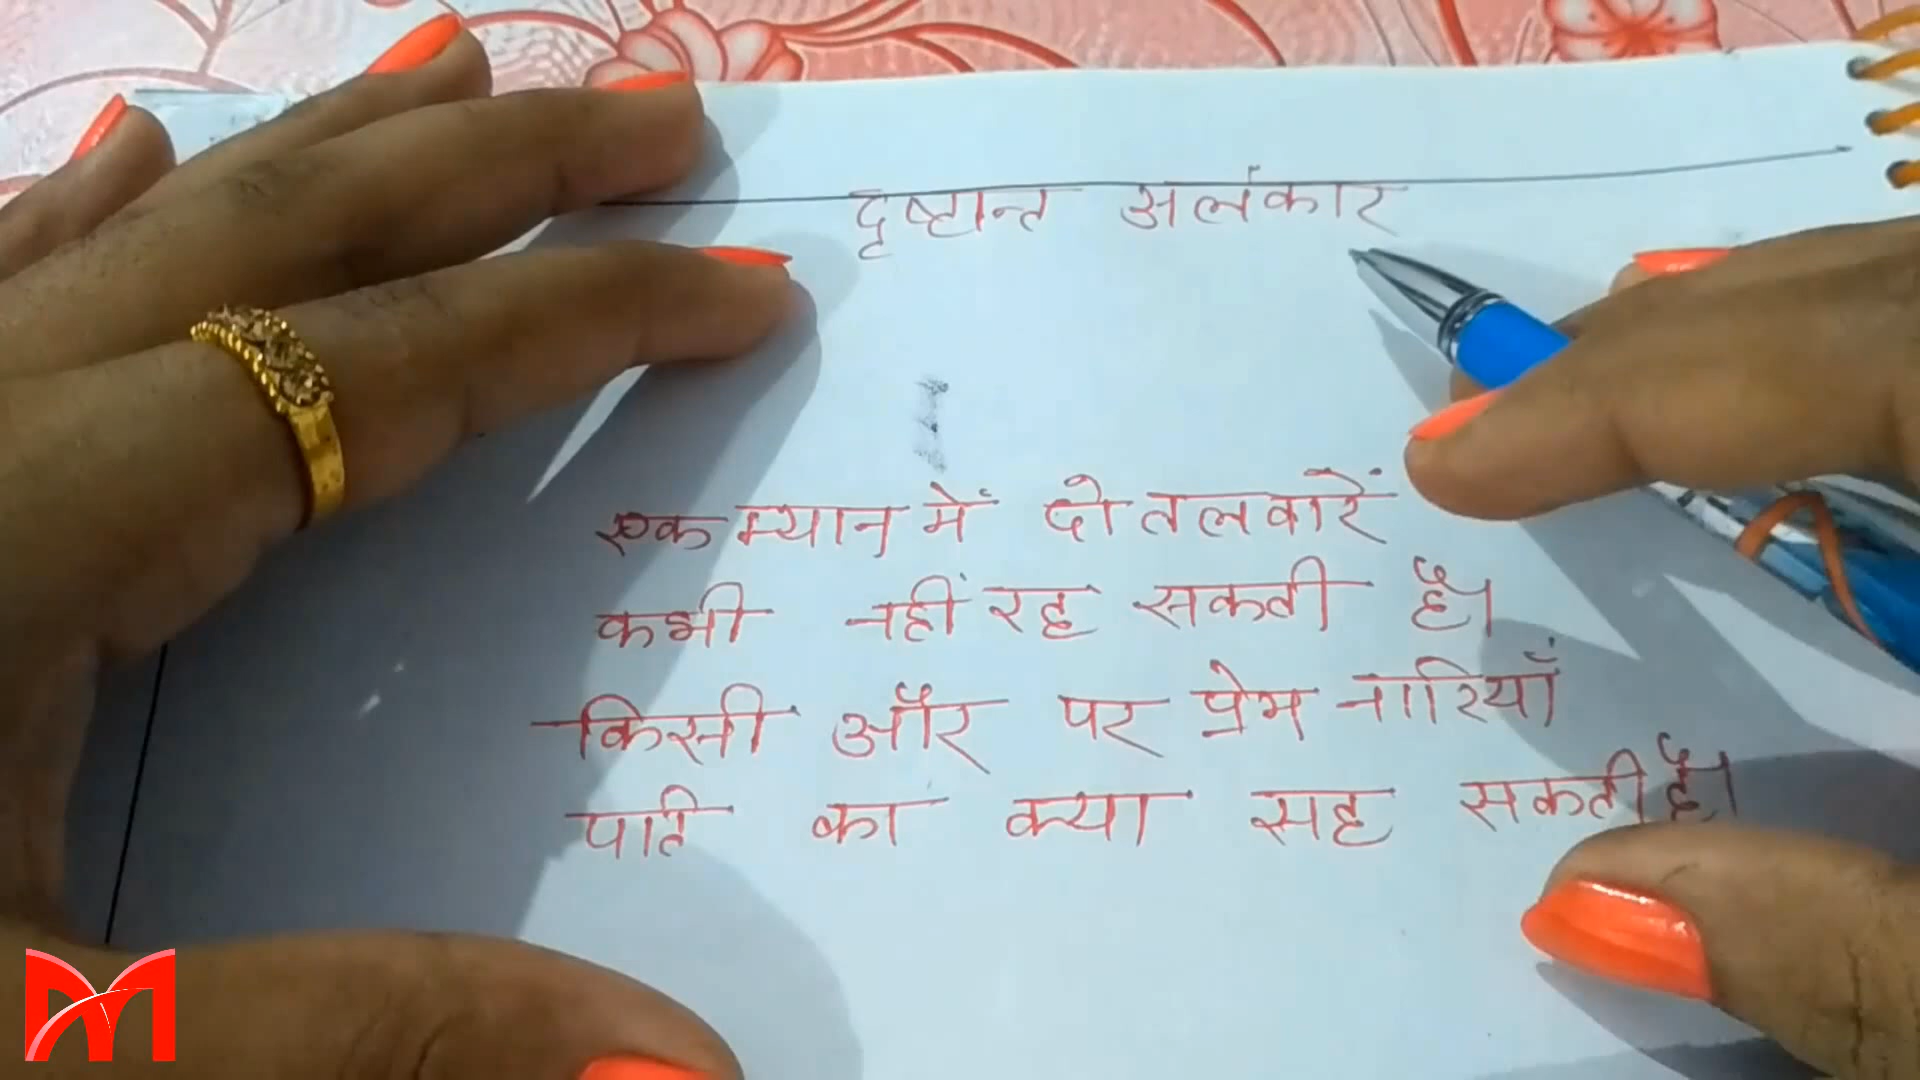 दृष्टान्त अलंकार
एक म्यान में दो तलवारें
कभी नहीं रह सकती है।
किसी और पर प्रेम नारियाँ
पति का क्या सह सकती है।